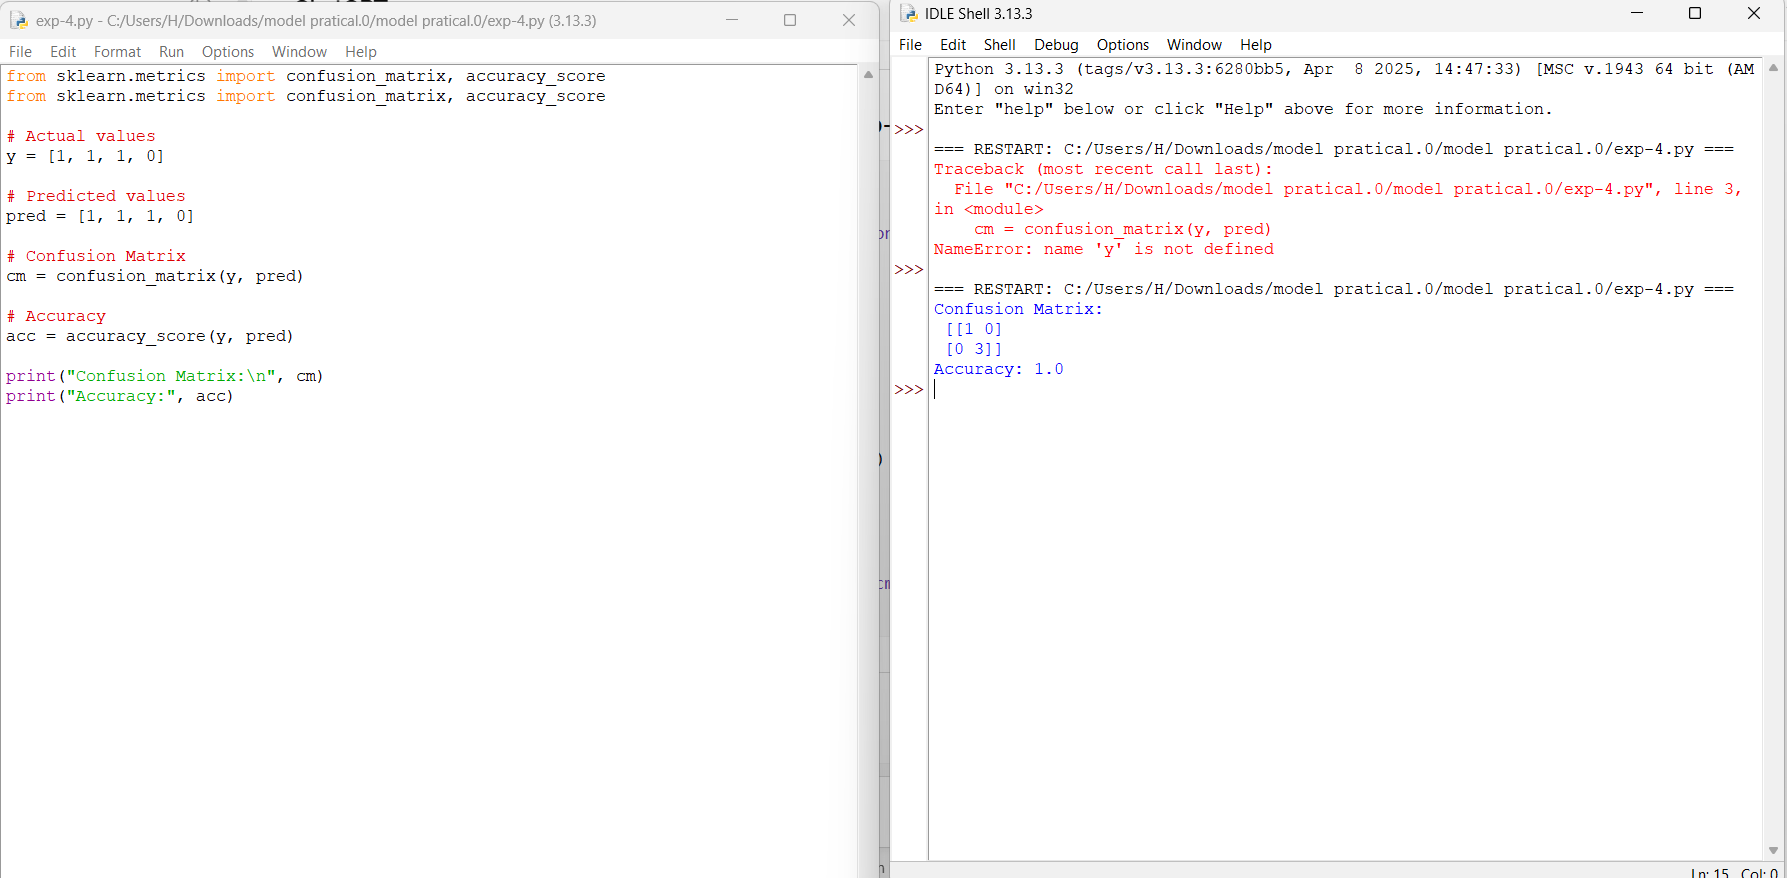 exp-4.py - C:/Users/H/Downloads/model pratical.0/model pratical.0/exp-4.py (3.13.3)
File Edit Format Run Options Window Help
from sklearn.metrics import confusion_matrix, accuracy_score
from sklearn.metrics import confusion_matrix, accuracy_score
# Actual values
y = [1, 1, 1, 0]
# Predicted values
pred = [1, 1, 1, 0]
# Confusion Matrix
cm = confusion_matrix(y, pred)
# Accuracy
acc = accuracy_score(y, pred)
print("Confusion Matrix:\n", cm)
print("Accuracy:", acc)
IDLE Shell 3.13.3
File Edit Shell Debug Options Window Help
Python 3.13.3 (tags/v3.13.3:6280bb5, Apr  8 2025, 14:47:33) [MSC v.1943 64 bit (AM
D64)] on win32
Enter "help" below or click "Help" above for more information.
>>>
=== RESTART: C:/Users/H/Downloads/model pratical.0/model pratical.0/exp-4.py ===
Traceback (most recent call last):
  File "C:/Users/H/Downloads/model pratical.0/model pratical.0/exp-4.py", line 3,
in <module>
    cm = confusion_matrix(y, pred)
NameError: name 'y' is not defined
>>>
=== RESTART: C:/Users/H/Downloads/model pratical.0/model pratical.0/exp-4.py ===
Confusion Matrix:
 [[1 0]
 [0 3]]
Accuracy: 1.0
>>>
Ln: 15 Col: 0